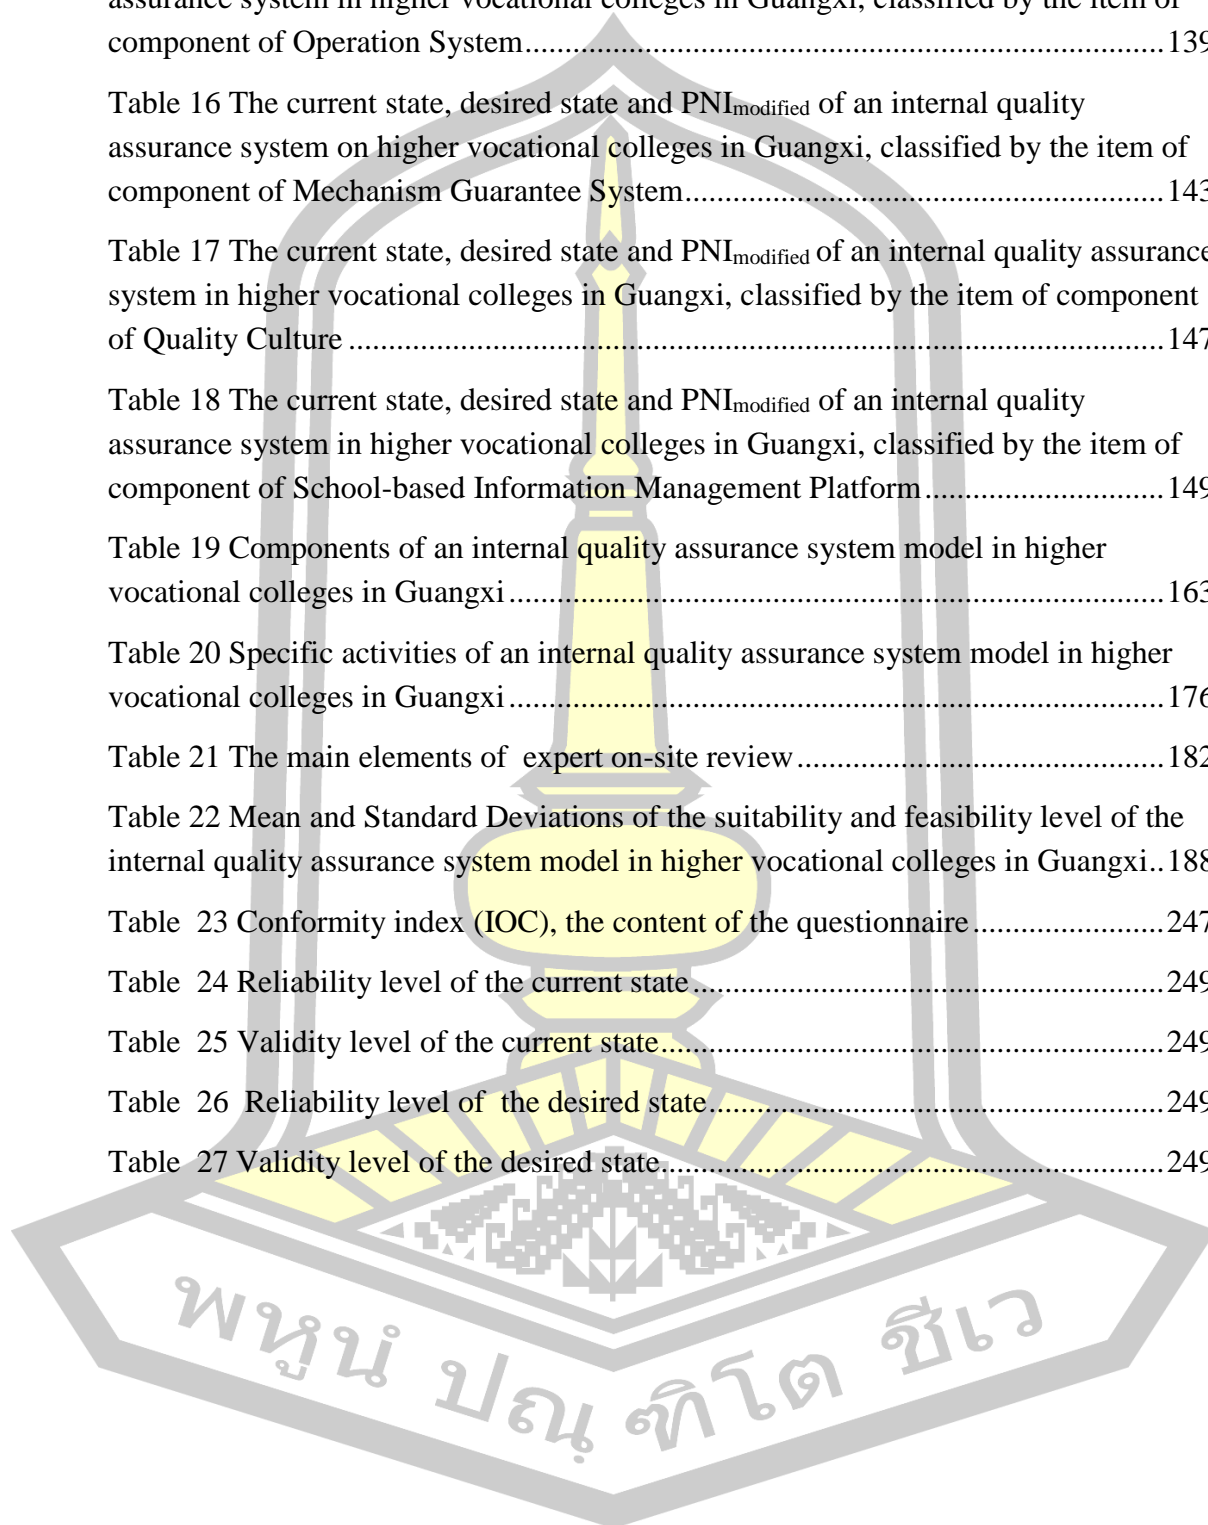 assurance system in higher vocational colleges in Guangxi, classified by the item of
component of Operation System.............................................................................139
Table 16 The current state, desired state and PNImodified of an internal quality
assurance system on higher vocational colleges in Guangxi, classified by the item of
component of Mechanism Guarantee System..........................................................143
Table 17 The current state, desired state and PNImodified of an internal quality assurance
system in higher vocational colleges in Guangxi, classified by the item of component
of Quality Culture ...................................................................................................147
Table 18 The current state, desired state and PNImodified of an internal quality
assurance system in higher vocational colleges in Guangxi, classified by the item of
component of School-based Information Management Platform.............................149
Table 19 Components of an internal quality assurance system model in higher
vocational colleges in Guangxi...............................................................................163
Table 20 Specific activities of an internal quality assurance system model in higher
vocational colleges in Guangxi...............................................................................176
Table 21 The main elements of  expert on-site review............................................182
Table 22 Mean and Standard Deviations of the suitability and feasibility level of the
internal quality assurance system model in higher vocational colleges in Guangxi..188
Table  23 Conformity index (IOC), the content of the questionnaire.......................247
Table  24 Reliability level of the current state.........................................................249
Table  25 Validity level of the current state.............................................................249
Table  26  Reliability level of  the desired state.......................................................249
Table  27 Validity level of the desired state.............................................................249
พหูนํ ปณฺฑิโต ชีเว